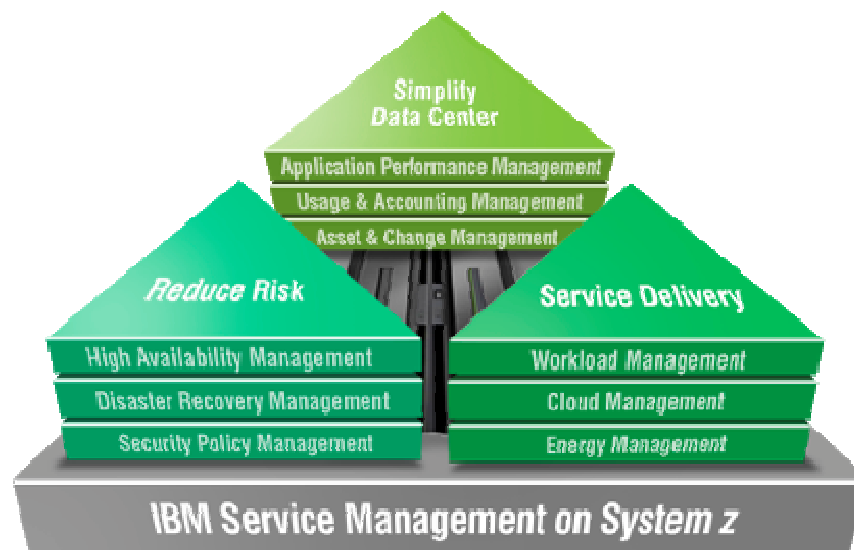 Simplify
Data Center
Application Performance Management
Usage & Accounting Management
Asset & Change Management
Reduce Risk
High Availability Management
Disaster Recovery Management
Security Policy Management
Service Delivery
Workload Management
Cloud Management
Energy Management
IBM Service Management on System z